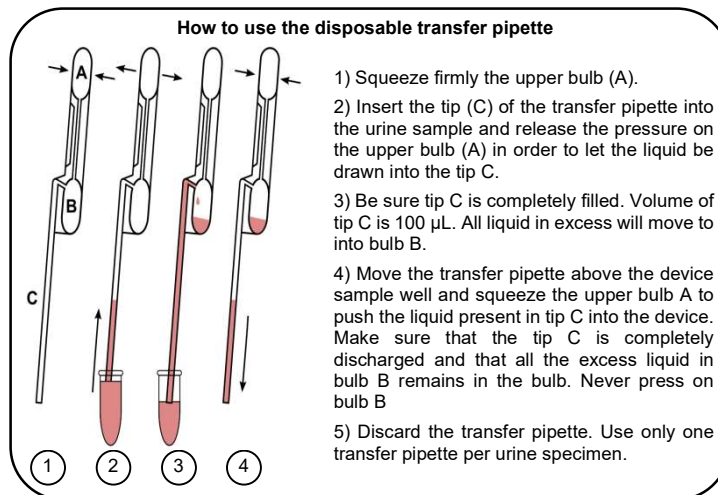 How to use the disposable transfer pipette
A
B
C
1
2
3
4
1) Squeeze firmly the upper bulb (A).
2) Insert the tip (C) of the transfer pipette into
the urine sample and release the pressure on
the upper bulb (A) in order to let the liquid be
drawn into the tip C.
3) Be sure tip C is completely filled. Volume of
tip C is 100 µL. All liquid in excess will move to
into bulb B.
4) Move the transfer pipette above the device
sample well and squeeze the upper bulb A to
push the liquid present in tip C into the device.
Make sure that the tip C is completely
discharged and that all the excess liquid in
bulb B remains in the bulb. Never press on
bulb B
5) Discard the transfer pipette. Use only one
transfer pipette per urine specimen.